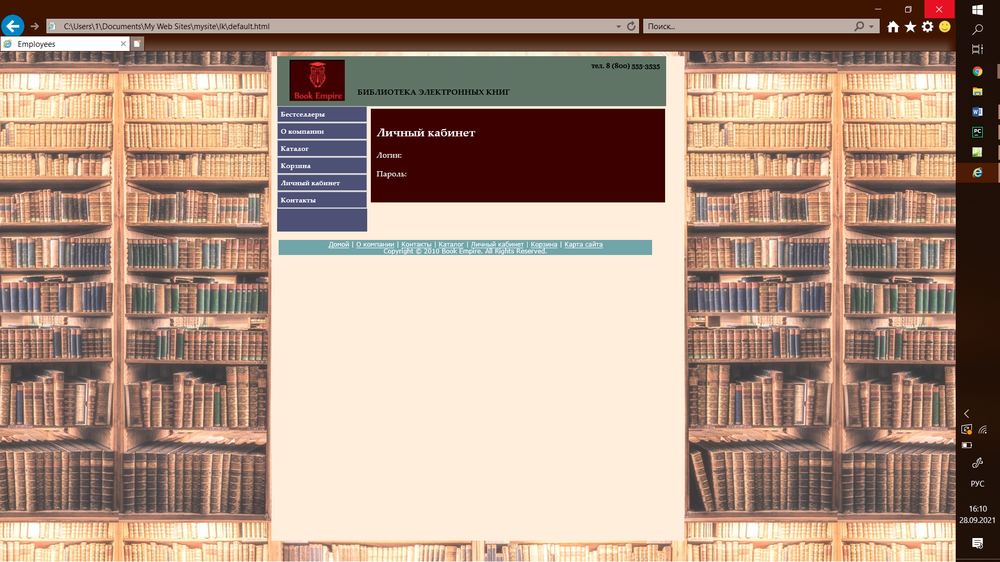 C:\Users\1\Documents\My Web Sites\mysite\lk\default.html
Поиск...
Employees
тел. 8 (800) 555-3535
Book Empire
БИБЛИОТЕКА ЭЛЕКТРОННЫХ КНИГ
Бестселлеры
О компании
Каталог
Корзина
Личный кабинет
Контакты
Личный кабинет
Логин:
Пароль:
Домой | О компании | Контакты | Каталог | Личный кабинет | Корзина | Карта сайта
Copyright © 2010 Book Empire. All Rights Reserved.
РУС
16:10
28.09.2021